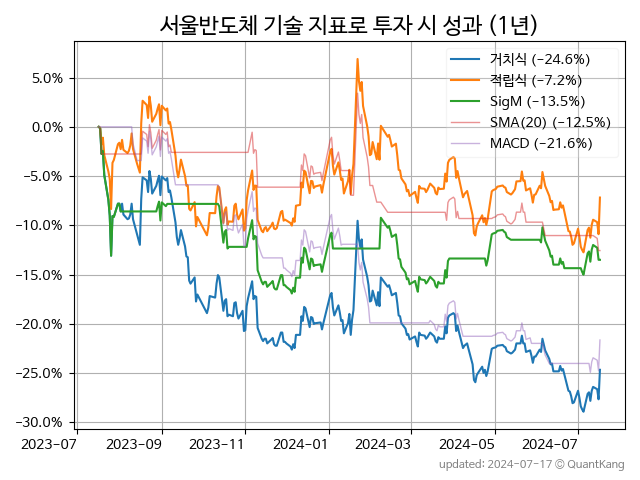 서울반도체 기술 지표로 투자 시 성과 (1년)
거치식 (−24.6%)
적립식 (−7.2%)
SigM (−13.5%)
SMA(20) (−12.5%)
MACD (−21.6%)
5.0%
0.0%
−5.0%
−10.0%
−15.0%
−20.0%
−25.0%
−30.0%
2023-07 2023-09 2023-11 2024-01 2024-03 2024-05 2024-07
updated: 2024-07-17 © QuantKang